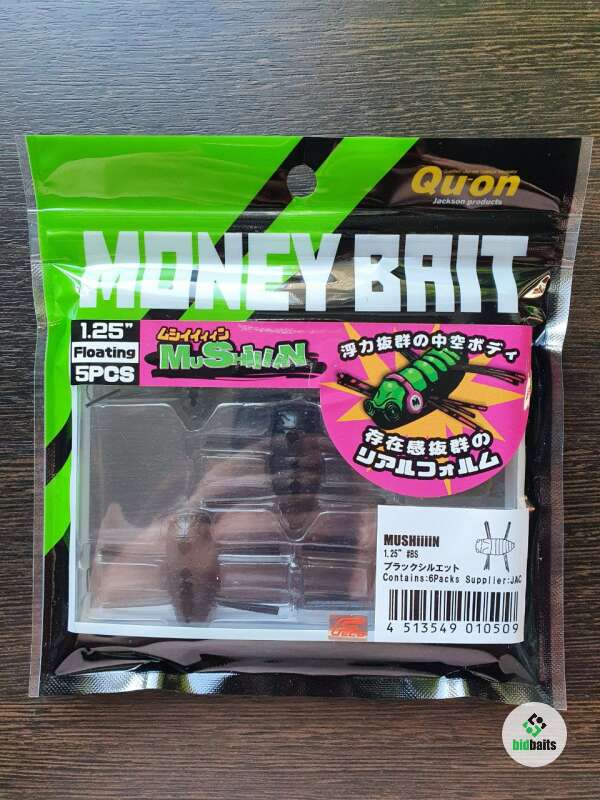 Qu-on
Jackson products
MONEY BAIT
1.25"
Floating
5PCS
ムシイイィィン
MUSHiiiiN
浮力抜群の中空ボディ
M
存在感抜群の
リアルフォルム
MUSHiiiiN
1.25" #BS
ブラックシルエット
Contains:6Packs Supplier:JAC
4 513549 010509
FECO
bidbaits